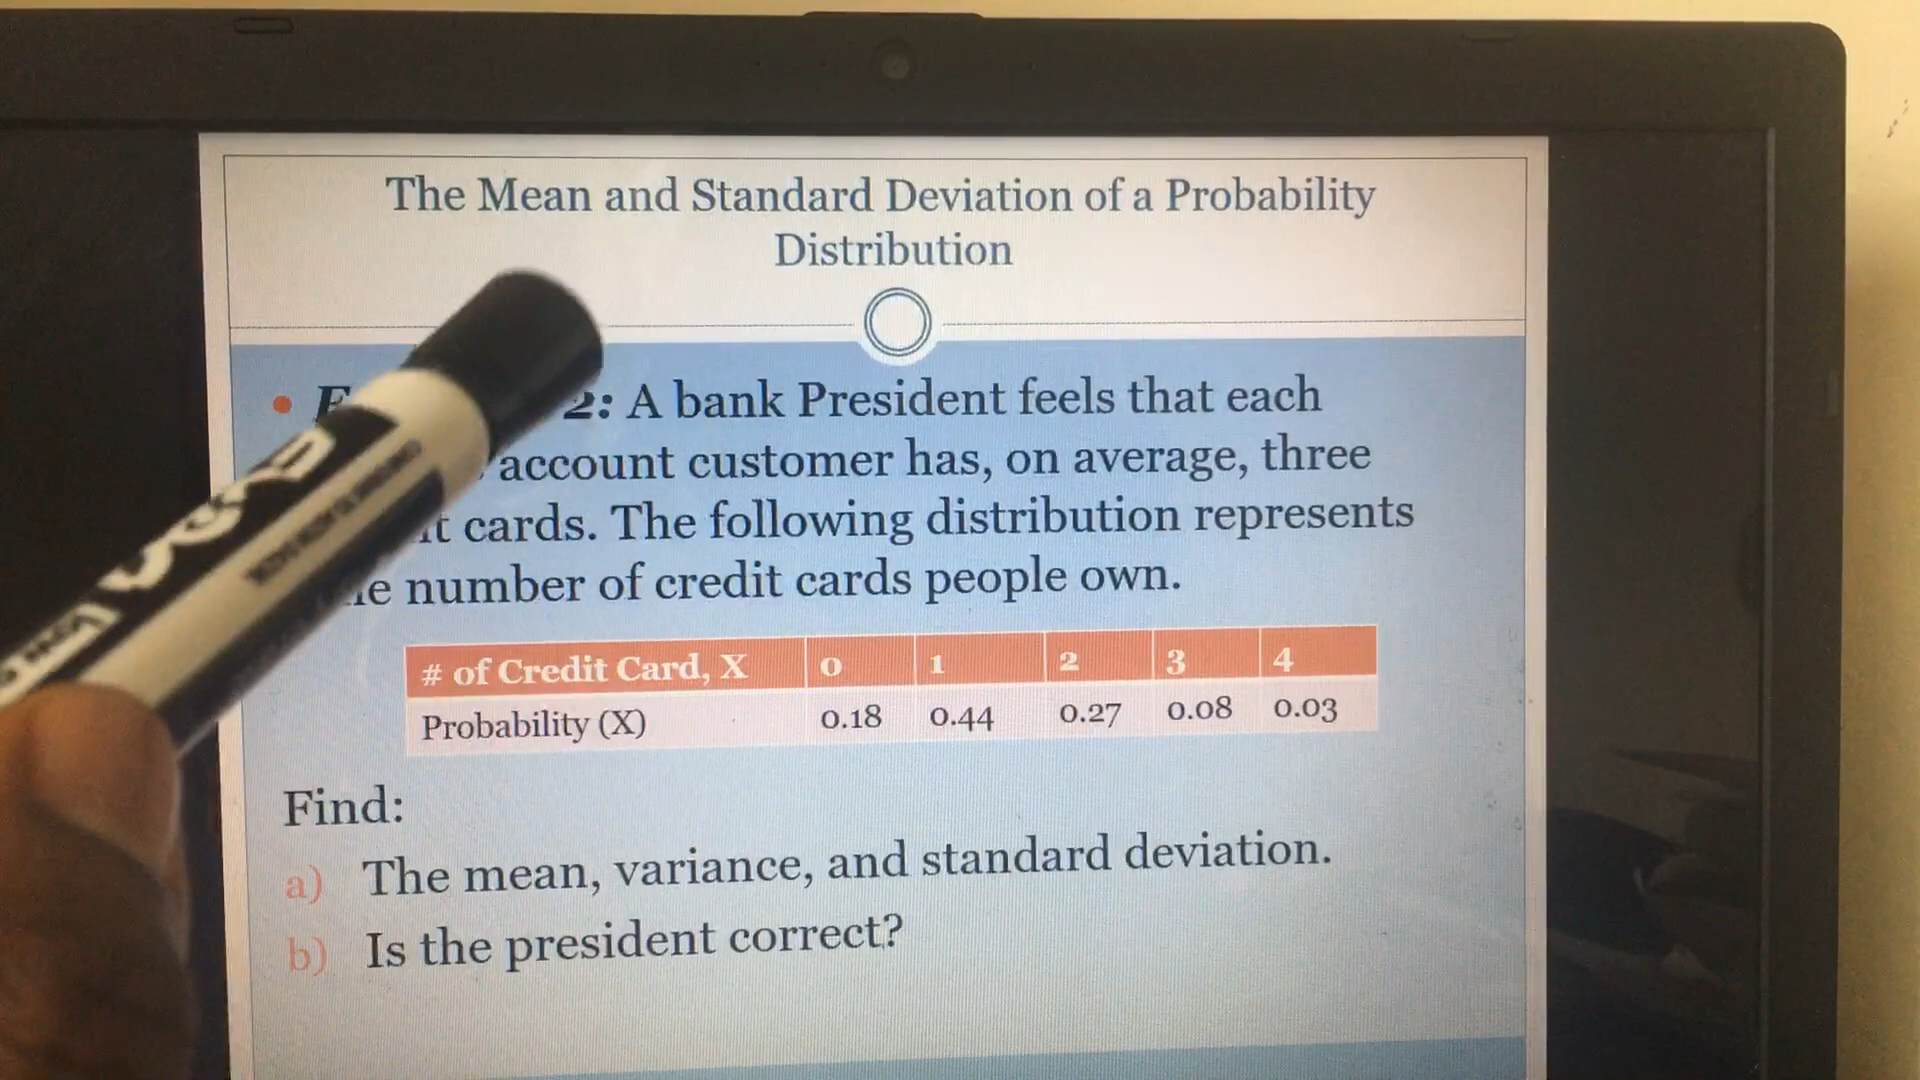 The Mean and Standard Deviation of a Probability
Distribution
2: A bank President feels that each
account customer has, on average, three
cards. The following distribution represents
number of credit cards people own.
# of Credit Card, X 0 1 2 3 4
Probability (X) 0.18 0.44 0.27 0.08 0.03
Find:
a) The mean, variance, and standard deviation.
b) Is the president correct?